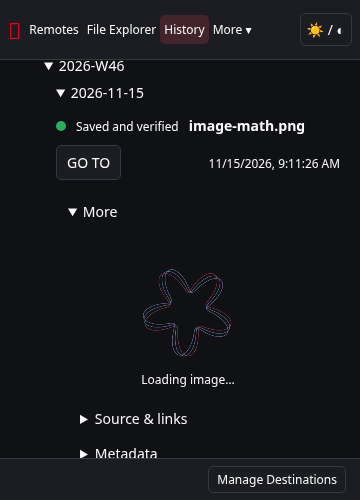 Remotes File Explorer History More ▾ ☀️ / 🌖
▼ 2026-W46
▼ 2026-11-15
Saved and verified image-math.png
GO TO 11/15/2026, 9:11:26 AM
▼ More
Loading image...
▶ Source & links
▶ Metadata
Manage Destinations